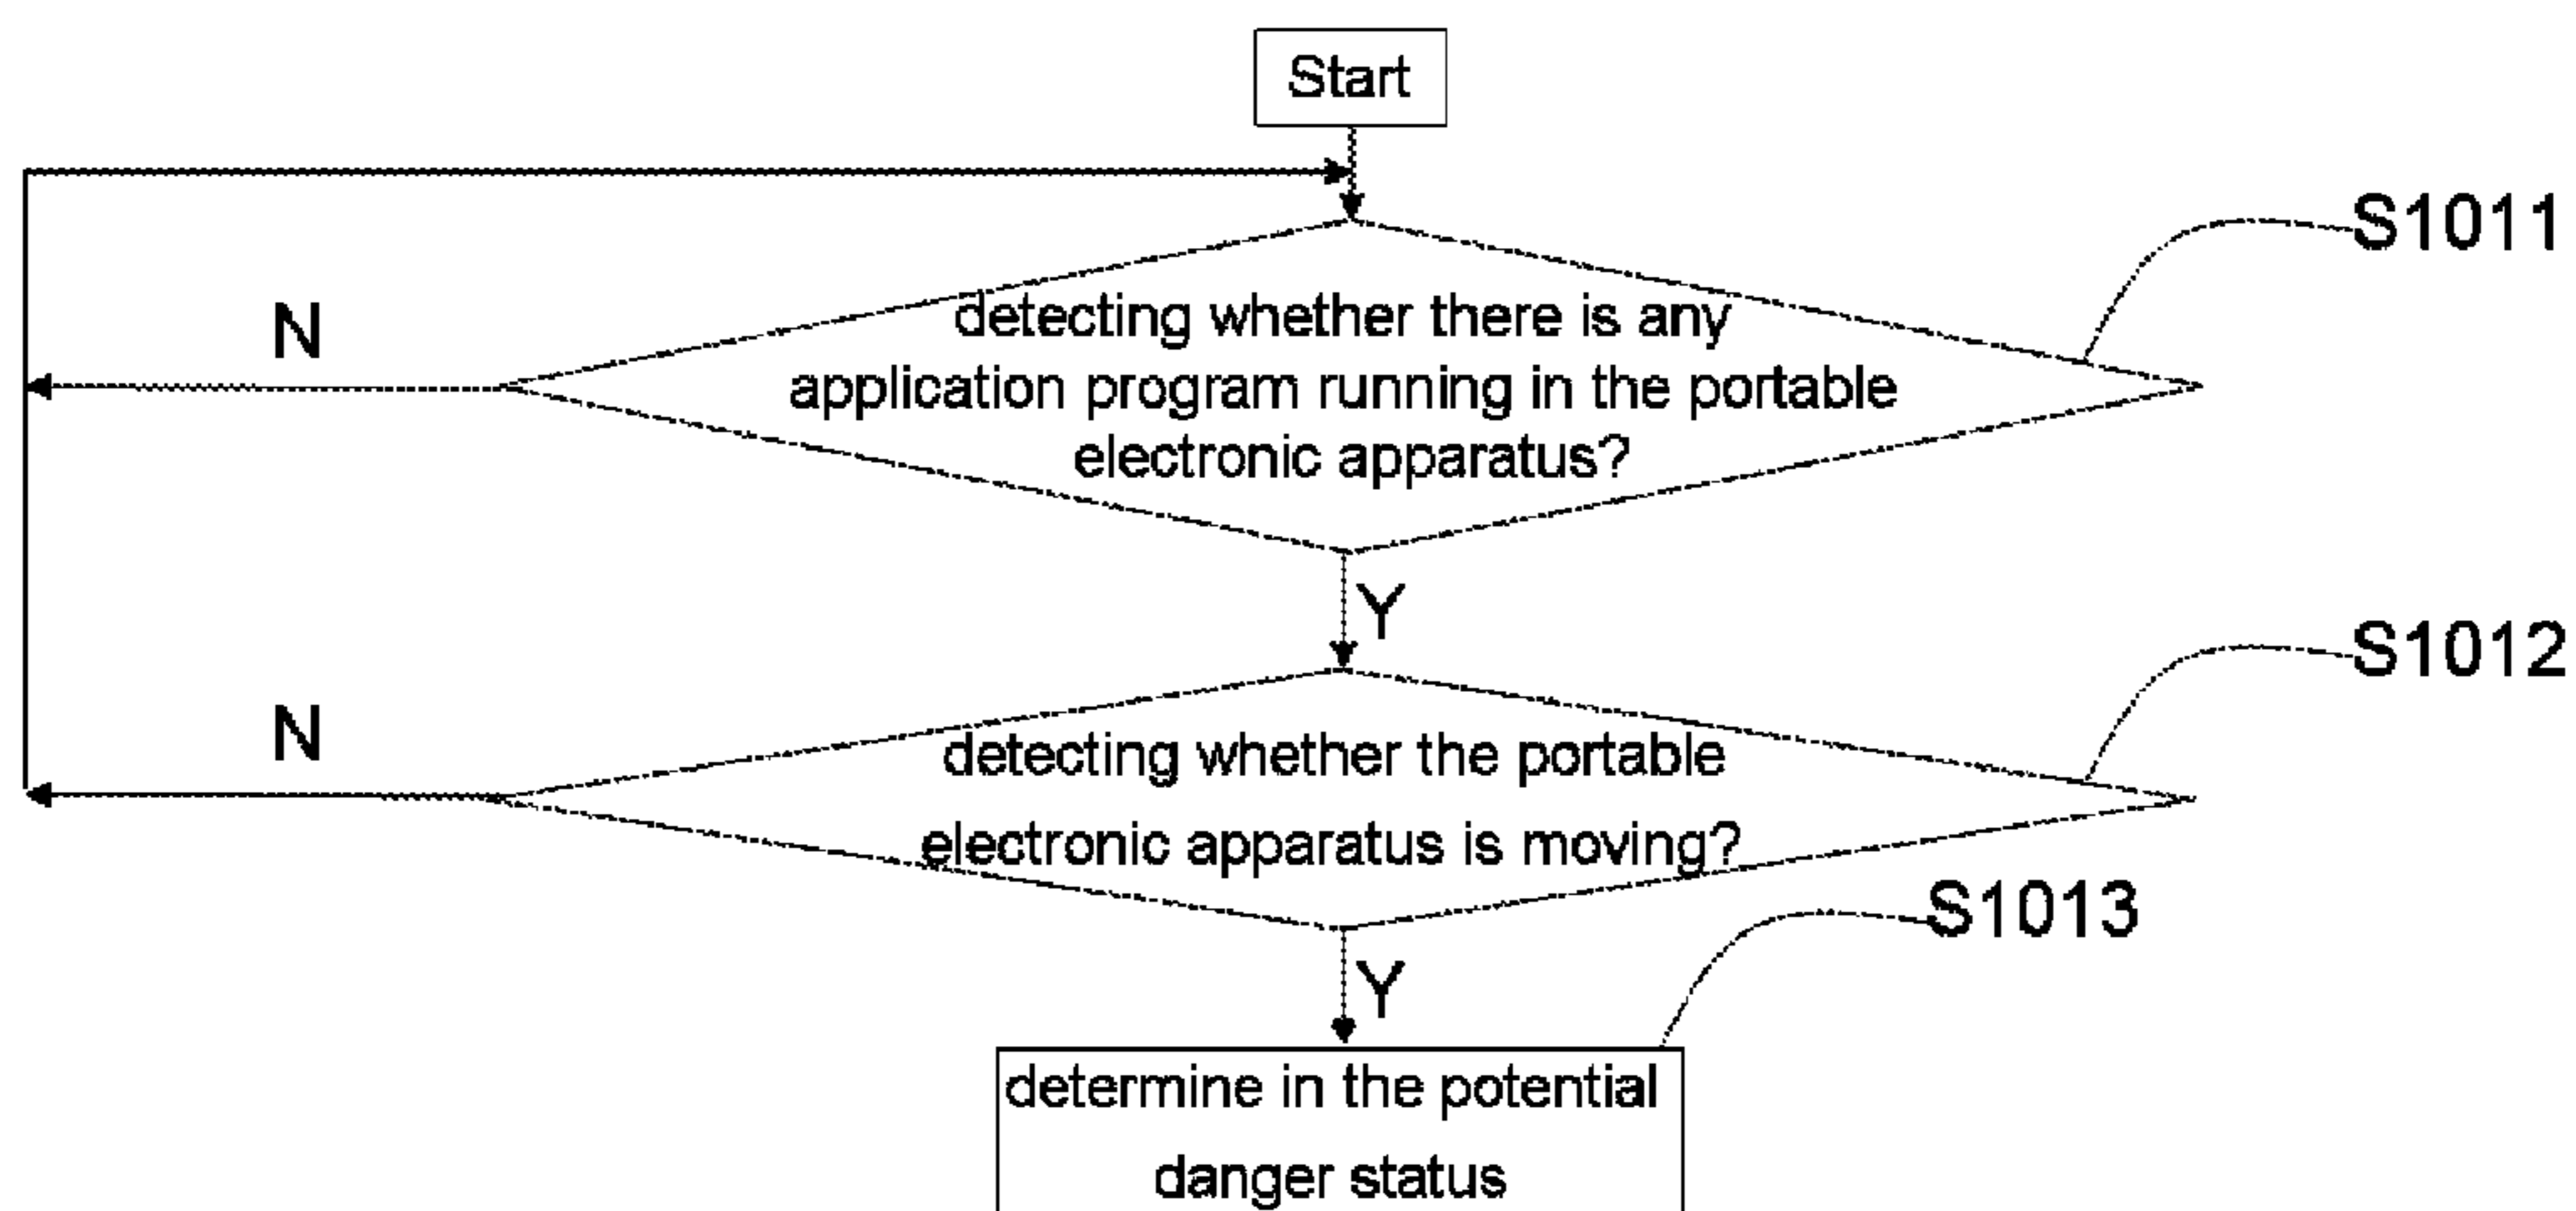 Start
S1011
N
detecting whether there is any
application program running in the portable
electronic apparatus?
Y
S1012
N
detecting whether the portable
electronic apparatus is moving?
S1013
Y
determine in the potential
danger status